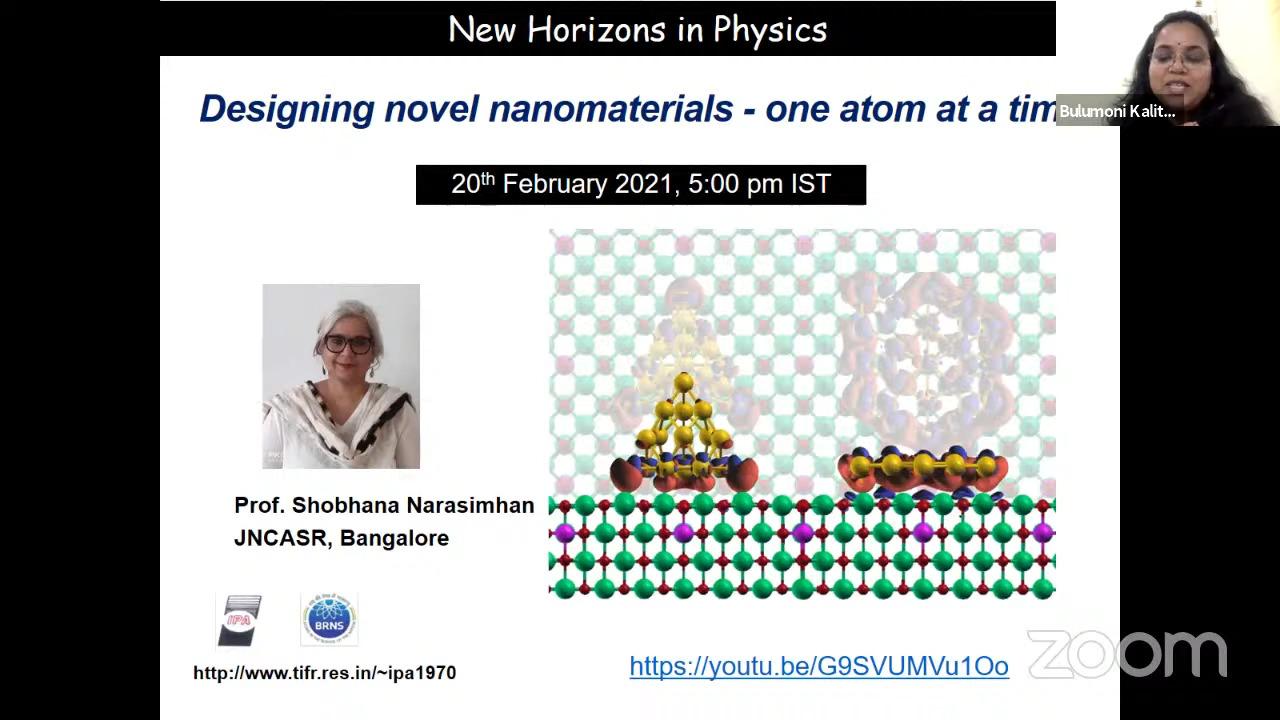 New Horizons in Physics
Designing novel nanomaterials - one atom at a tim
Bulumoni Kalit...
20th February 2021, 5:00 pm IST
Prof. Shobhana Narasimhan
JNCASR, Bangalore
IPA
BRNS
http://www.tifr.res.in/~ipa1970
https://youtu.be/G9SVUMVu1Oo
zoom